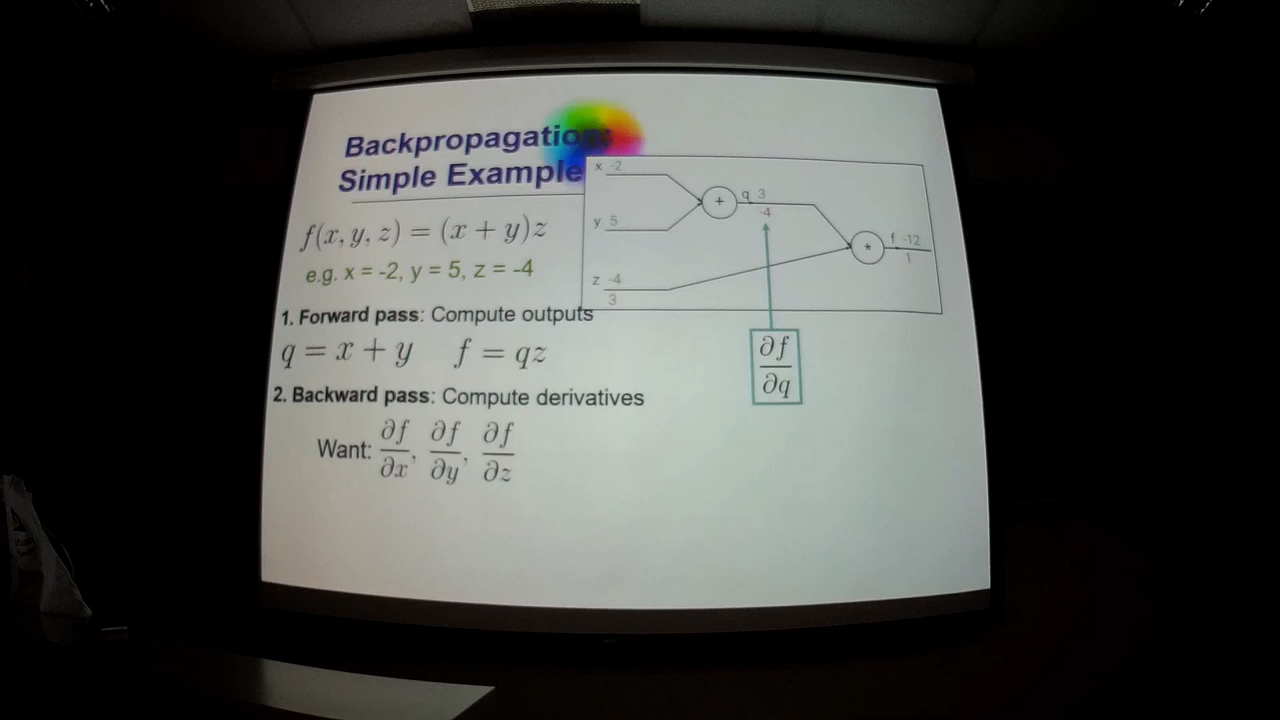 Backpropagation:
Simple Example
f(x, y, z) = (x + y)z
e.g. x = -2, y = 5, z = -4
1. Forward pass: Compute outputs
q = x + y    f = qz
2. Backward pass: Compute derivatives
Want: ∂f/∂x, ∂f/∂y, ∂f/∂z
x -2
y 5
z -4
3
+
q 3
-4
*
f -12
1
∂f/∂q